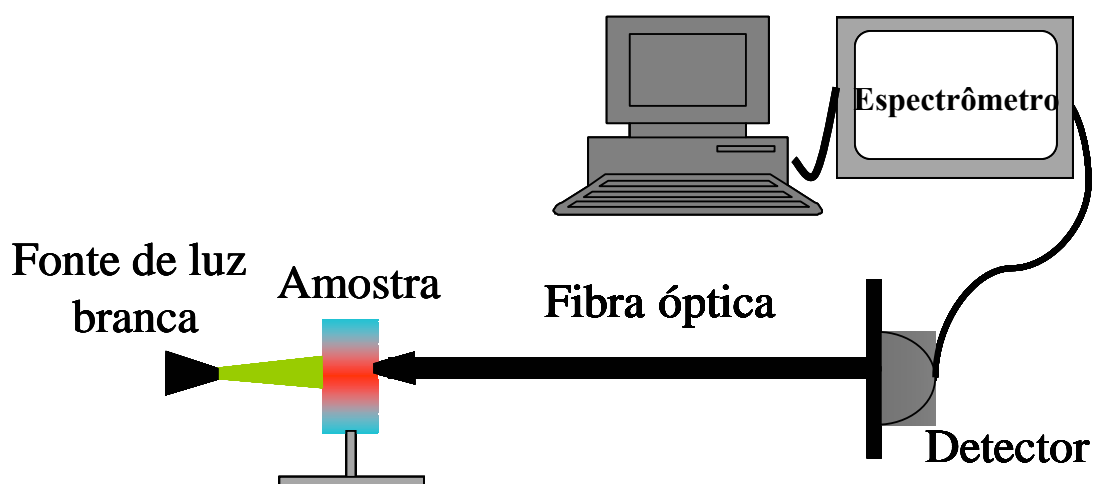 Espectrômetro
Fonte de luz
branca
Amostra
Fibra óptica
Detector